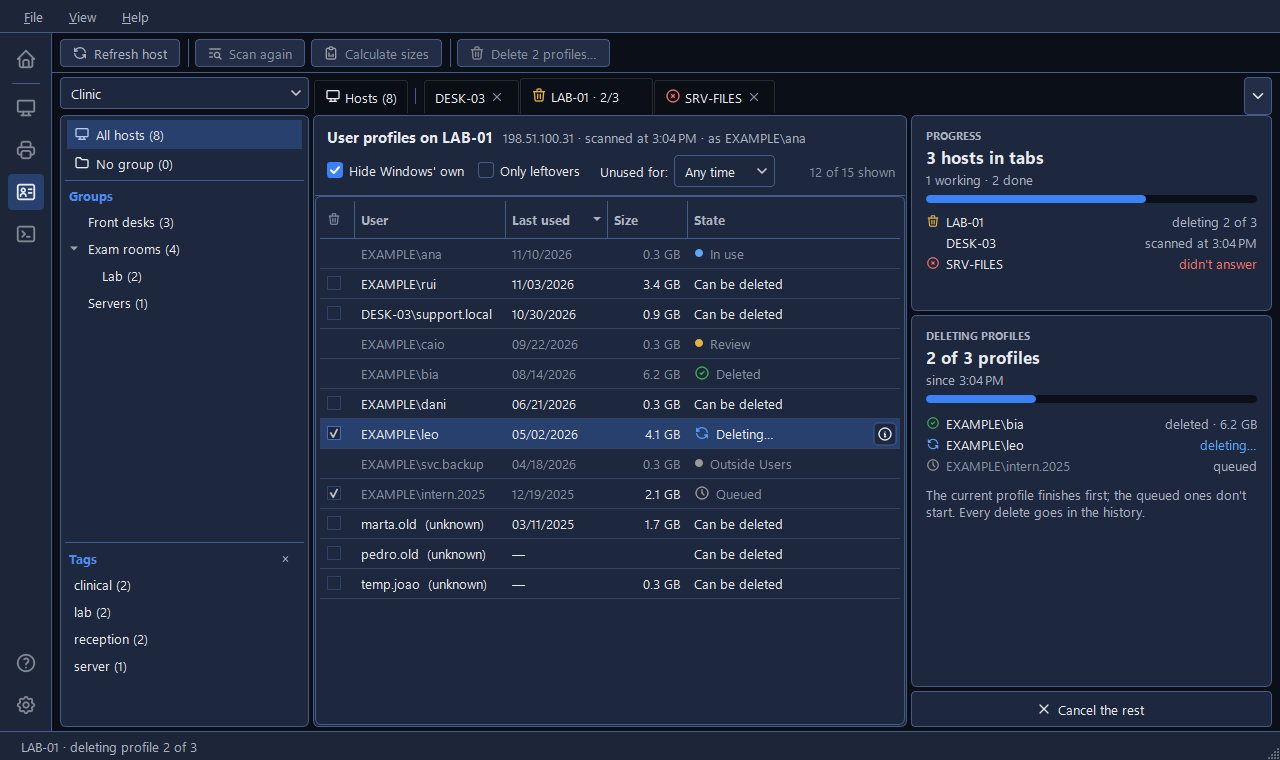 File View Help
Refresh host Scan again Calculate sizes Delete 2 profiles...
Clinic
All hosts (8)
No group (0)
Groups
Front desks (3)
Exam rooms (4)
Lab (2)
Servers (1)
Tags ×
clinical (2)
lab (2)
reception (2)
server (1)
Hosts (8) DESK-03 LAB-01 · 2/3 SRV-FILES
User profiles on LAB-01 198.51.100.31 · scanned at 3:04 PM · as EXAMPLE\ana
Hide Windows' own Only leftovers Unused for: Any time 12 of 15 shown
User Last used Size State
EXAMPLE\ana 11/10/2026 0.3 GB In use
EXAMPLE\rui 11/03/2026 3.4 GB Can be deleted
DESK-03\support.local 10/30/2026 0.9 GB Can be deleted
EXAMPLE\caio 09/22/2026 0.3 GB Review
EXAMPLE\bia 08/14/2026 6.2 GB Deleted
EXAMPLE\dani 06/21/2026 0.3 GB Can be deleted
EXAMPLE\leo 05/02/2026 4.1 GB Deleting...
EXAMPLE\svc.backup 04/18/2026 0.3 GB Outside Users
EXAMPLE\intern.2025 12/19/2025 2.1 GB Queued
marta.old (unknown) 03/11/2025 1.7 GB Can be deleted
pedro.old (unknown) — Can be deleted
temp.joao (unknown) — 0.3 GB Can be deleted
PROGRESS
3 hosts in tabs
1 working · 2 done
LAB-01 deleting 2 of 3
DESK-03 scanned at 3:04 PM
SRV-FILES didn't answer
DELETING PROFILES
2 of 3 profiles
since 3:04 PM
EXAMPLE\bia deleted · 6.2 GB
EXAMPLE\leo deleting...
EXAMPLE\intern.2025 queued
The current profile finishes first; the queued ones don't
start. Every delete goes in the history.
Cancel the rest
LAB-01 · deleting profile 2 of 3